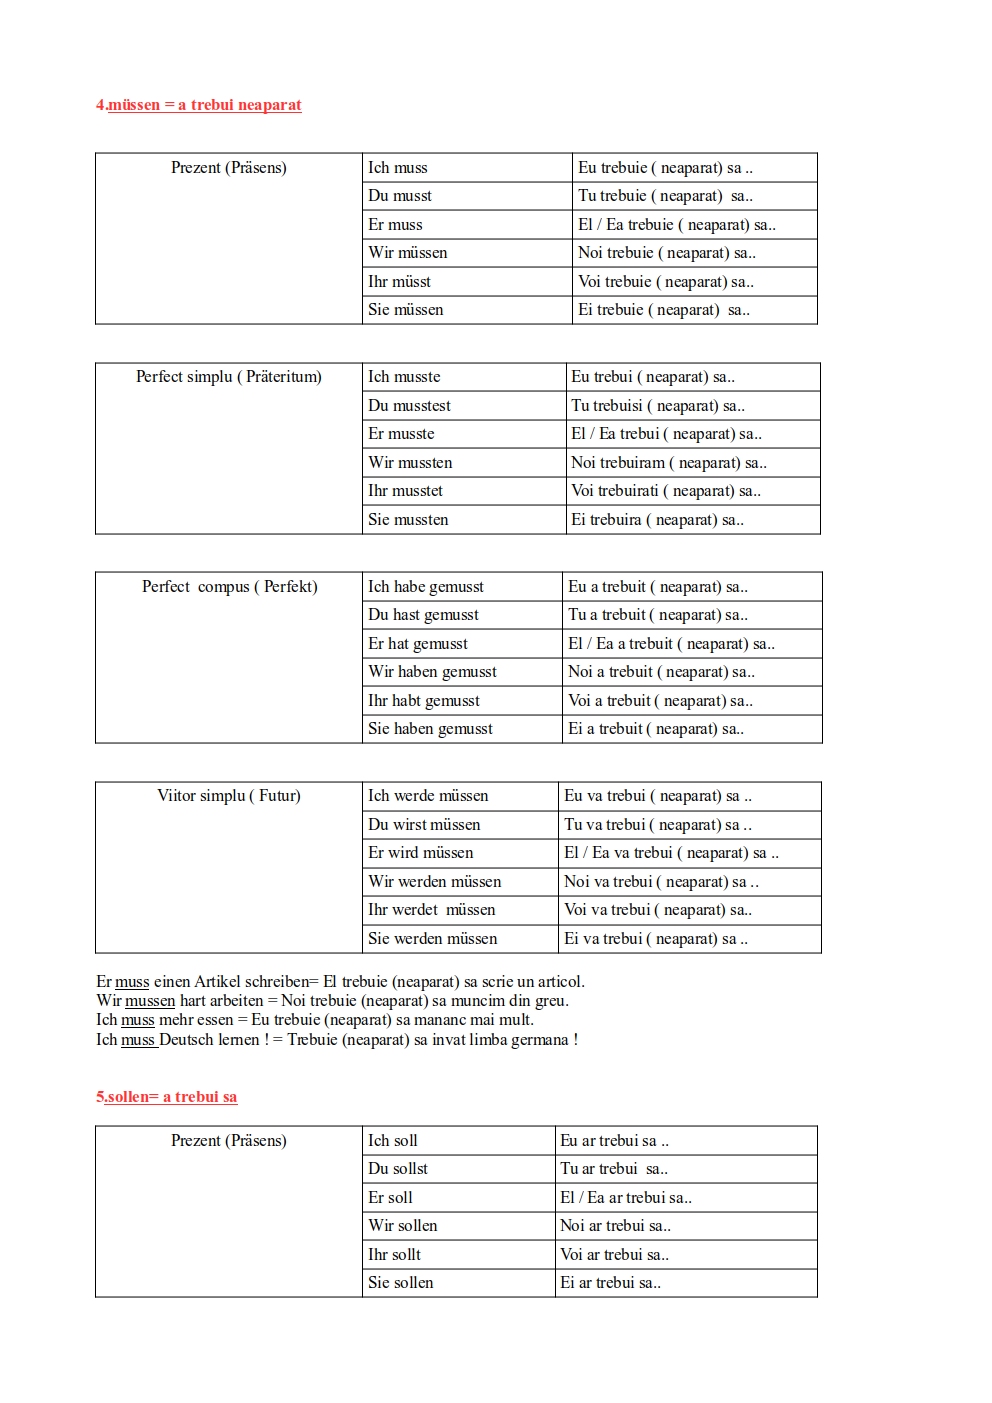 4.müssen = a trebui neaparat
Prezent (Präsens) Ich muss Eu trebuie ( neaparat) sa ..
Du musst Tu trebuie ( neaparat)  sa..
Er muss El / Ea trebuie ( neaparat) sa..
Wir müssen Noi trebuie ( neaparat) sa..
Ihr müsst Voi trebuie ( neaparat) sa..
Sie müssen Ei trebuie ( neaparat)  sa..
Perfect simplu ( Präteritum) Ich musste Eu trebui ( neaparat) sa..
Du musstest Tu trebuisi ( neaparat) sa..
Er musste El / Ea trebui ( neaparat) sa..
Wir mussten Noi trebuiram ( neaparat) sa..
Ihr musstet Voi trebuirati ( neaparat) sa..
Sie mussten Ei trebuira ( neaparat) sa..
Perfect  compus ( Perfekt) Ich habe gemusst Eu a trebuit ( neaparat) sa..
Du hast gemusst Tu a trebuit ( neaparat) sa..
Er hat gemusst El / Ea a trebuit ( neaparat) sa..
Wir haben gemusst Noi a trebuit ( neaparat) sa..
Ihr habt gemusst Voi a trebuit ( neaparat) sa..
Sie haben gemusst Ei a trebuit ( neaparat) sa..
Viitor simplu ( Futur) Ich werde müssen Eu va trebui ( neaparat) sa ..
Du wirst müssen Tu va trebui ( neaparat) sa ..
Er wird müssen El / Ea va trebui ( neaparat) sa ..
Wir werden müssen Noi va trebui ( neaparat) sa ..
Ihr werdet  müssen Voi va trebui ( neaparat) sa..
Sie werden müssen Ei va trebui ( neaparat) sa ..
Er muss einen Artikel schreiben= El trebuie (neaparat) sa scrie un articol.
Wir mussen hart arbeiten = Noi trebuie (neaparat) sa muncim din greu.
Ich muss mehr essen = Eu trebuie (neaparat) sa mananc mai mult.
Ich muss Deutsch lernen ! = Trebuie (neaparat) sa invat limba germana !
5.sollen= a trebui sa
Prezent (Präsens) Ich soll Eu ar trebui sa ..
Du sollst Tu ar trebui  sa..
Er soll El / Ea ar trebui sa..
Wir sollen Noi ar trebui sa..
Ihr sollt Voi ar trebui sa..
Sie sollen Ei ar trebui sa..